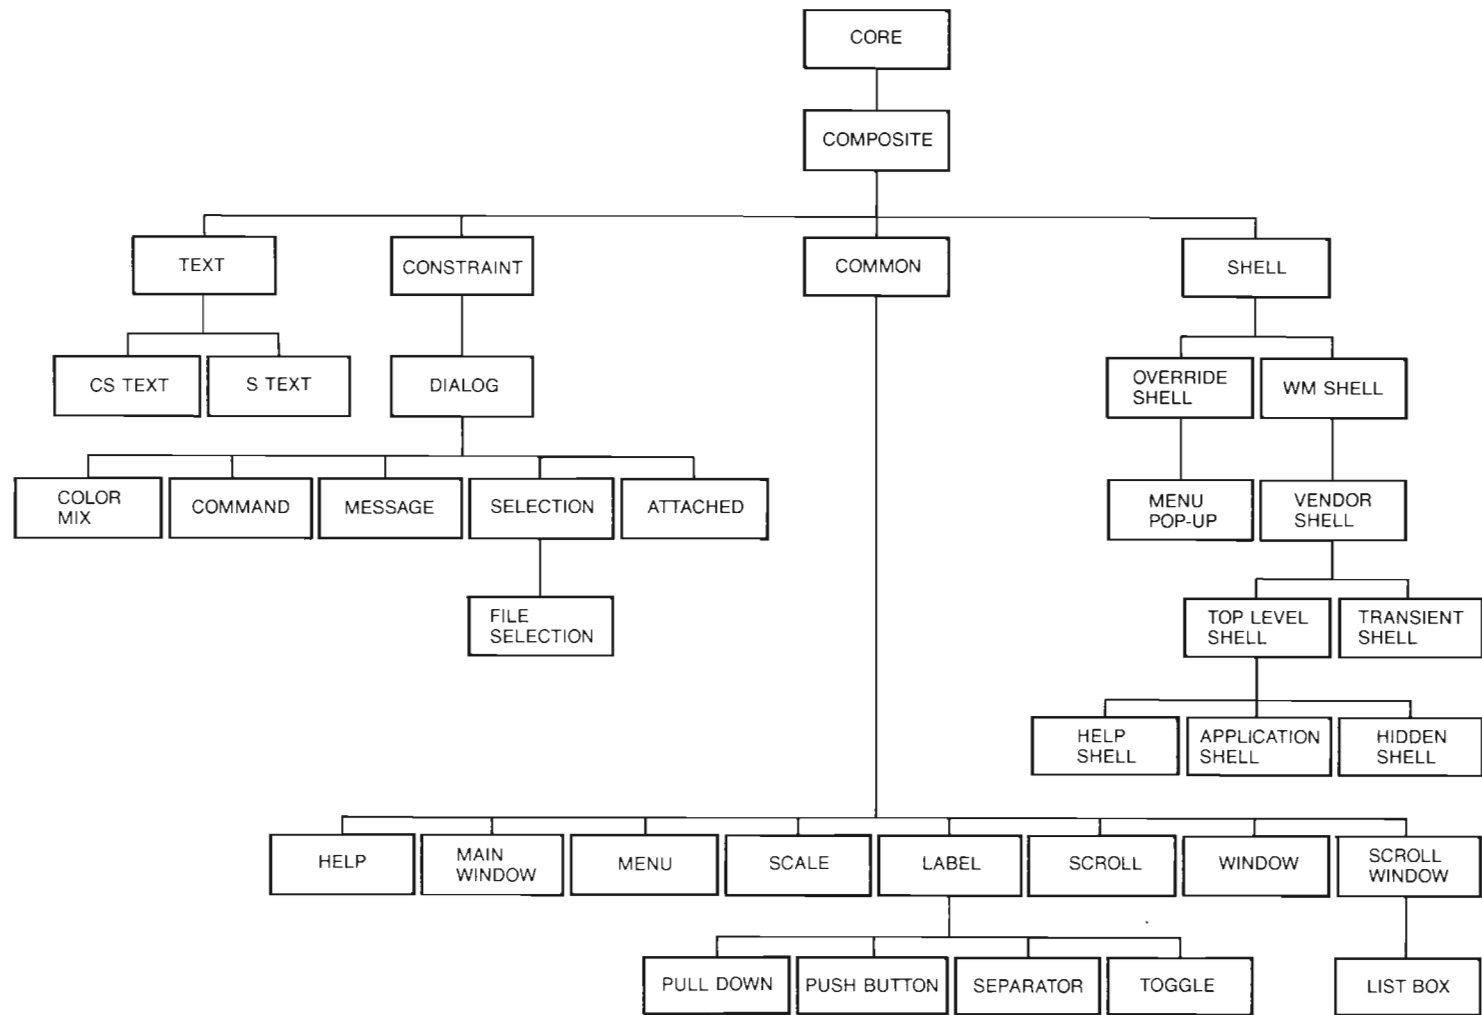 CORE
COMPOSITE
TEXT
CONSTRAINT
COMMON
SHELL
CS TEXT
S TEXT
DIALOG
OVERRIDE
SHELL
WM SHELL
COLOR
MIX
COMMAND
MESSAGE
SELECTION
ATTACHED
MENU
POP-UP
VENDOR
SHELL
FILE
SELECTION
TOP LEVEL
SHELL
TRANSIENT
SHELL
HELP
SHELL
APPLICATION
SHELL
HIDDEN
SHELL
HELP
MAIN
WINDOW
MENU
SCALE
LABEL
SCROLL
WINDOW
SCROLL
WINDOW
PULL DOWN
PUSH BUTTON
SEPARATOR
TOGGLE
LIST BOX